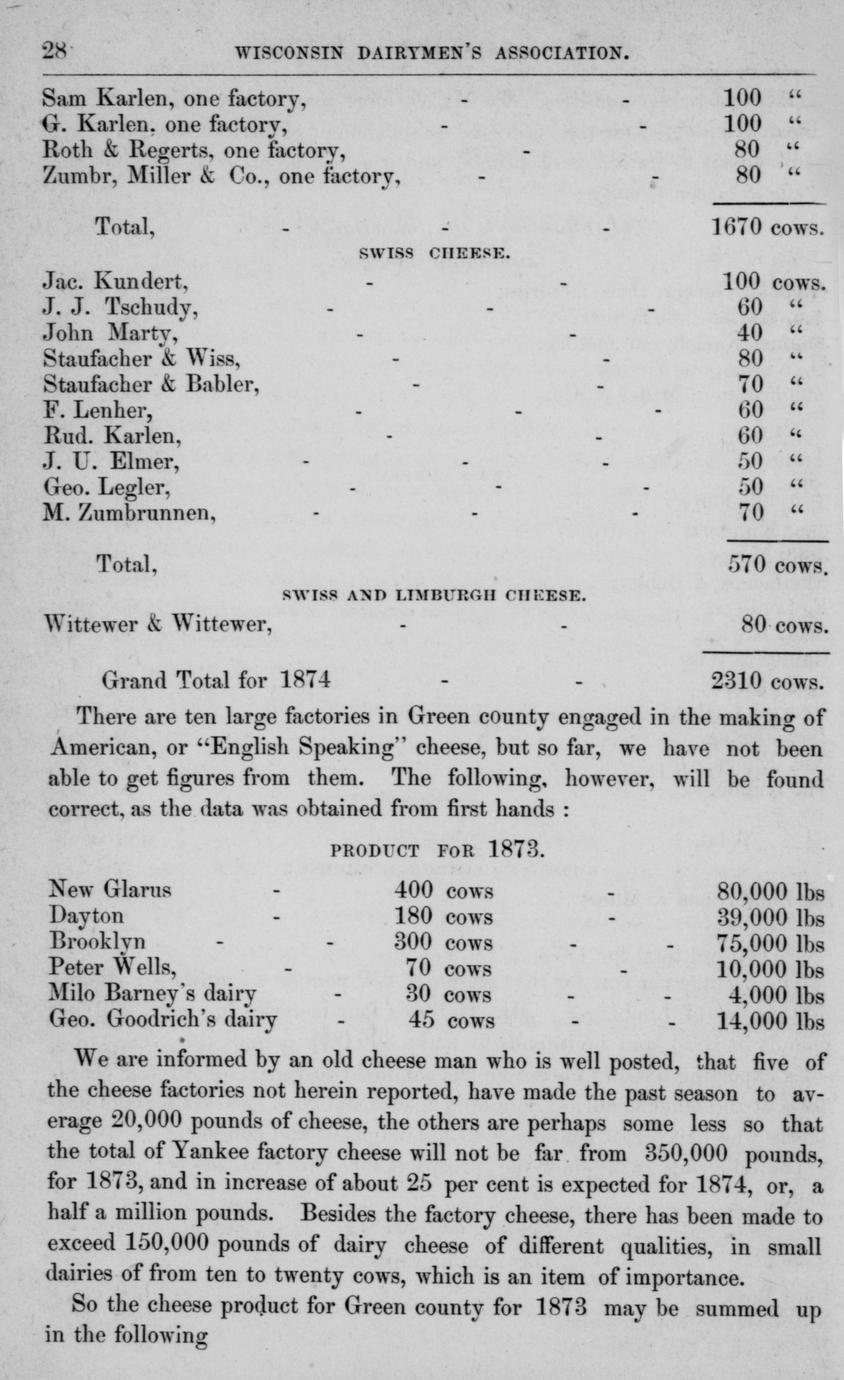 28 WISCONSIN DAIRYMEN'S ASSOCIATION.
Sam Karlen, one factory, - - 100 “
G. Karlen, one factory, - - 100 “
Roth & Regerts, one factory, - 80 “
Zumbr, Miller & Co., one factory, - - 80 “
Total, - - - 1670 cows.
SWISS CHEESE.
Jac. Kundert, - - 100 cows.
J. J. Tschudy, - - - 60 “
John Marty, - - 40 “
Staufacher & Wiss, - - 80 “
Staufacher & Babler, - - 70 “
F. Lenher, - - - 60 “
Rud. Karlen, - - 60 “
J. U. Elmer, - - - 50 “
Geo. Legler, - - - 50 “
M. Zumbrunnen, - - - 70 “
Total, 570 cows.
SWISS AND LIMBURGH CHEESE.
Wittewer & Wittewer, - - 80 cows.
Grand Total for 1874 - - 2310 cows.
There are ten large factories in Green county engaged in the making of
American, or “English Speaking” cheese, but so far, we have not been
able to get figures from them. The following, however, will be found
correct, as the data was obtained from first hands :
PRODUCT FOR 1873.
New Glarus - 400 cows - 80,000 lbs
Dayton - 180 cows - 39,000 lbs
Brooklyn - - 300 cows - - 75,000 lbs
Peter Wells, - 70 cows - 10,000 lbs
Milo Barney's dairy - 30 cows - - 4,000 lbs
Geo. Goodrich's dairy - 45 cows - - 14,000 lbs
We are informed by an old cheese man who is well posted, that five of
the cheese factories not herein reported, have made the past season to av-
erage 20,000 pounds of cheese, the others are perhaps some less so that
the total of Yankee factory cheese will not be far from 350,000 pounds,
for 1873, and in increase of about 25 per cent is expected for 1874, or, a
half a million pounds. Besides the factory cheese, there has been made to
exceed 150,000 pounds of dairy cheese of different qualities, in small
dairies of from ten to twenty cows, which is an item of importance.
So the cheese product for Green county for 1873 may be summed up
in the following